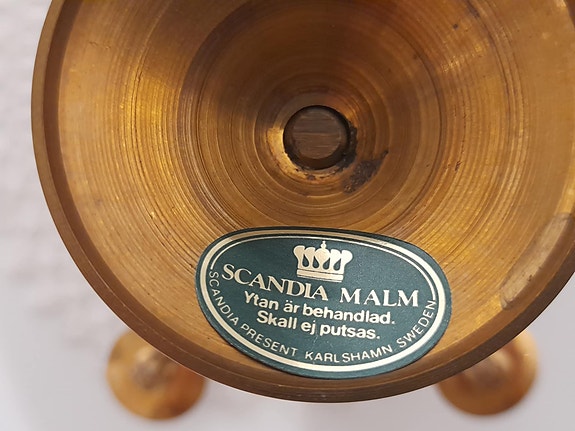 SCANDIA MALM
Ytan är behandlad.
Skall ej putsas.
SCANDIA PRESENT KARLSHAMN SWEDEN